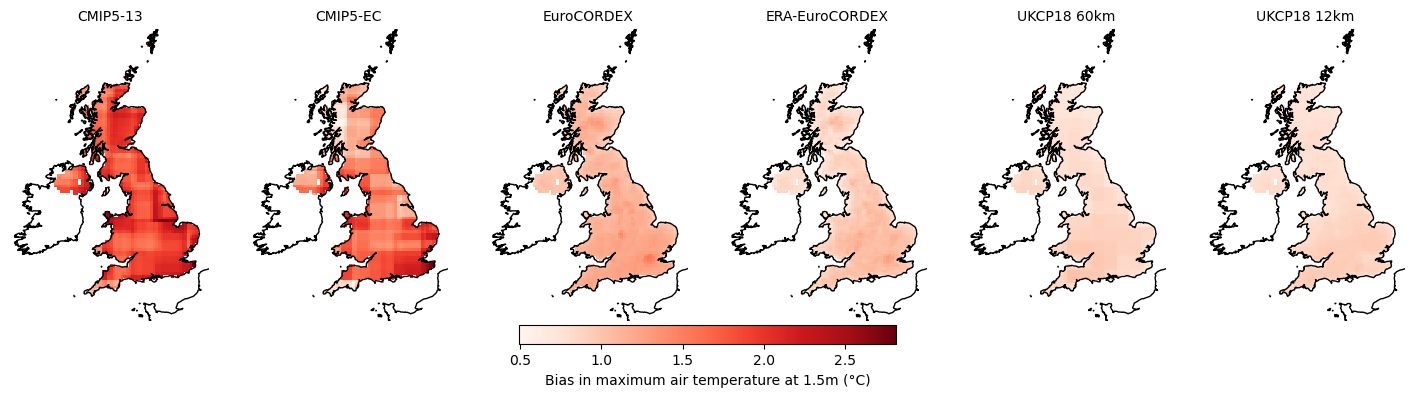 CMIP5-13 CMIP5-EC EuroCORDEX ERA-EuroCORDEX UKCP18 60km UKCP18 12km
0.5 1.0 1.5 2.0 2.5
Bias in maximum air temperature at 1.5m (°C)